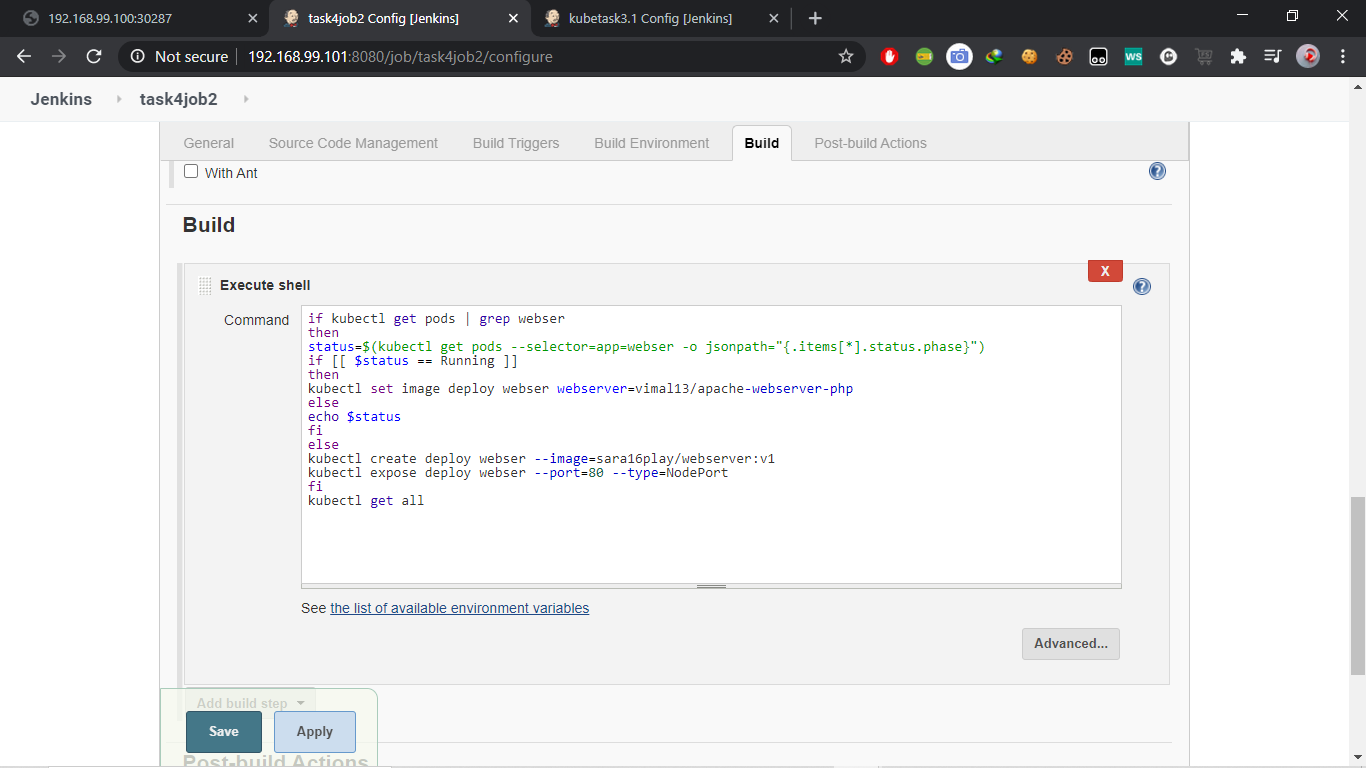 192.168.99.100:30287
task4job2 Config [Jenkins]
kubetask3.1 Config [Jenkins]
Not secure
192.168.99.101:8080/job/task4job2/configure
WS
Jenkins
task4job2
General
Source Code Management
Build Triggers
Build Environment
Build
Post-build Actions
With Ant
Build
X
Execute shell
Command
if kubectl get pods | grep webser
then
status=$(kubectl get pods --selector=app=webser -o jsonpath="{.items[*].status.phase}")
if [[ $status == Running ]]
then
kubectl set image deploy webser webserver=vimal13/apache-webserver-php
else
echo $status
fi
else
kubectl create deploy webser --image=sara16play/webserver:v1
kubectl expose deploy webser --port=80 --type=NodePort
fi
kubectl get all
See the list of available environment variables
Advanced...
Add build step
Save
Apply
Post-build Actions